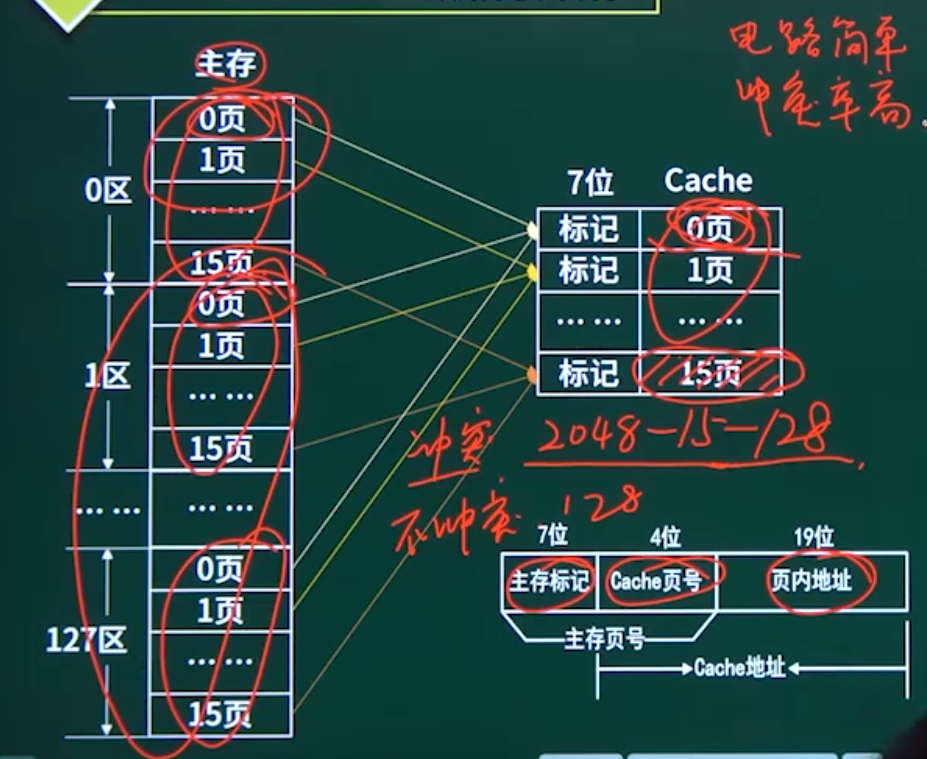 电路简单
冲突率高
主存
0页
1页
0区
... ...
15页
0页
1页
1区
... ...
15页
... ...
... ...
0页
1页
127区
... ...
15页
7位
Cache
标记
0页
标记
1页
... ...
... ...
标记
15页
冲突 2048-15-128
不冲突 128
7位
4位
19位
主存标记
Cache页号
页内地址
主存页号
Cache地址